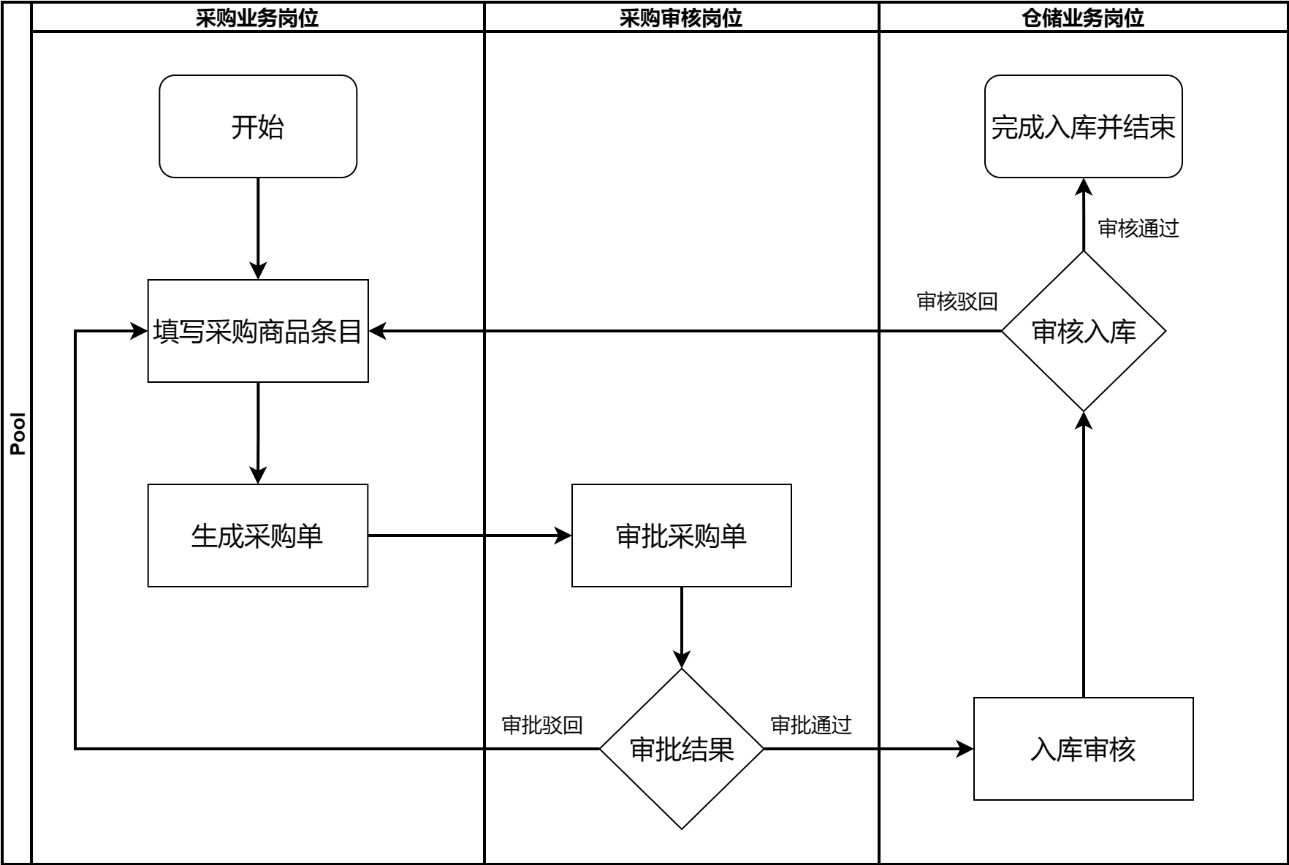 采购业务岗位
采购审核岗位
仓储业务岗位
Pool
开始
完成入库并结束
审核通过
审核驳回
填写采购商品条目
审核入库
生成采购单
审批采购单
审批驳回
审批通过
审批结果
入库审核